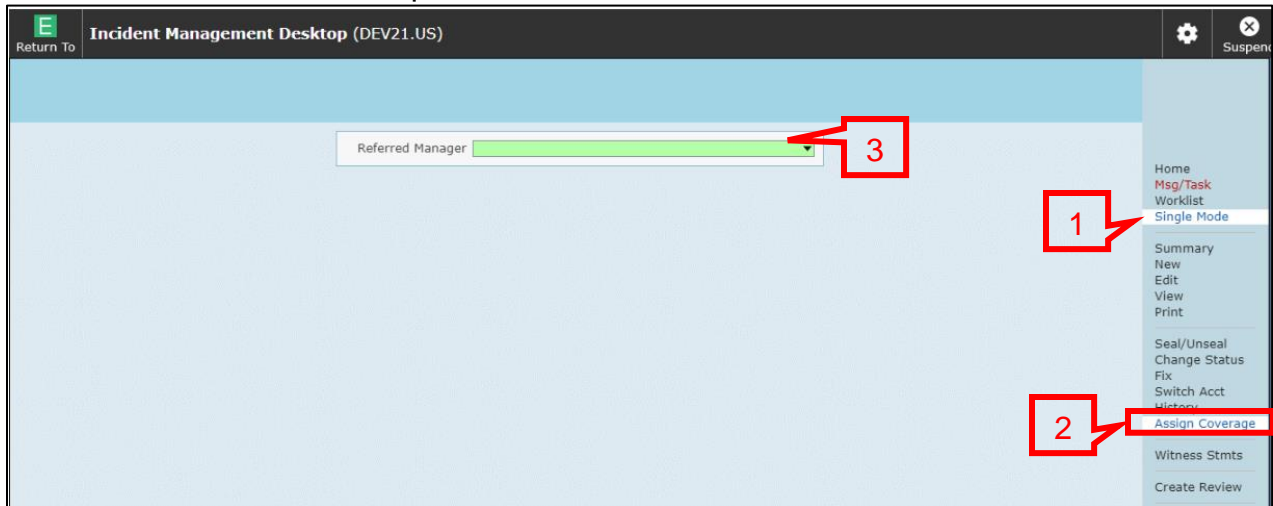 E
Return To
Incident Management Desktop (DEV21.US)
Suspen
Referred Manager
3
Home
Msg/Task
Worklist
1
Single Mode
Summary
New
Edit
View
Print
Seal/Unseal
Change Status
Fix
Switch Acct
History
2
Assign Coverage
Witness Stmts
Create Review